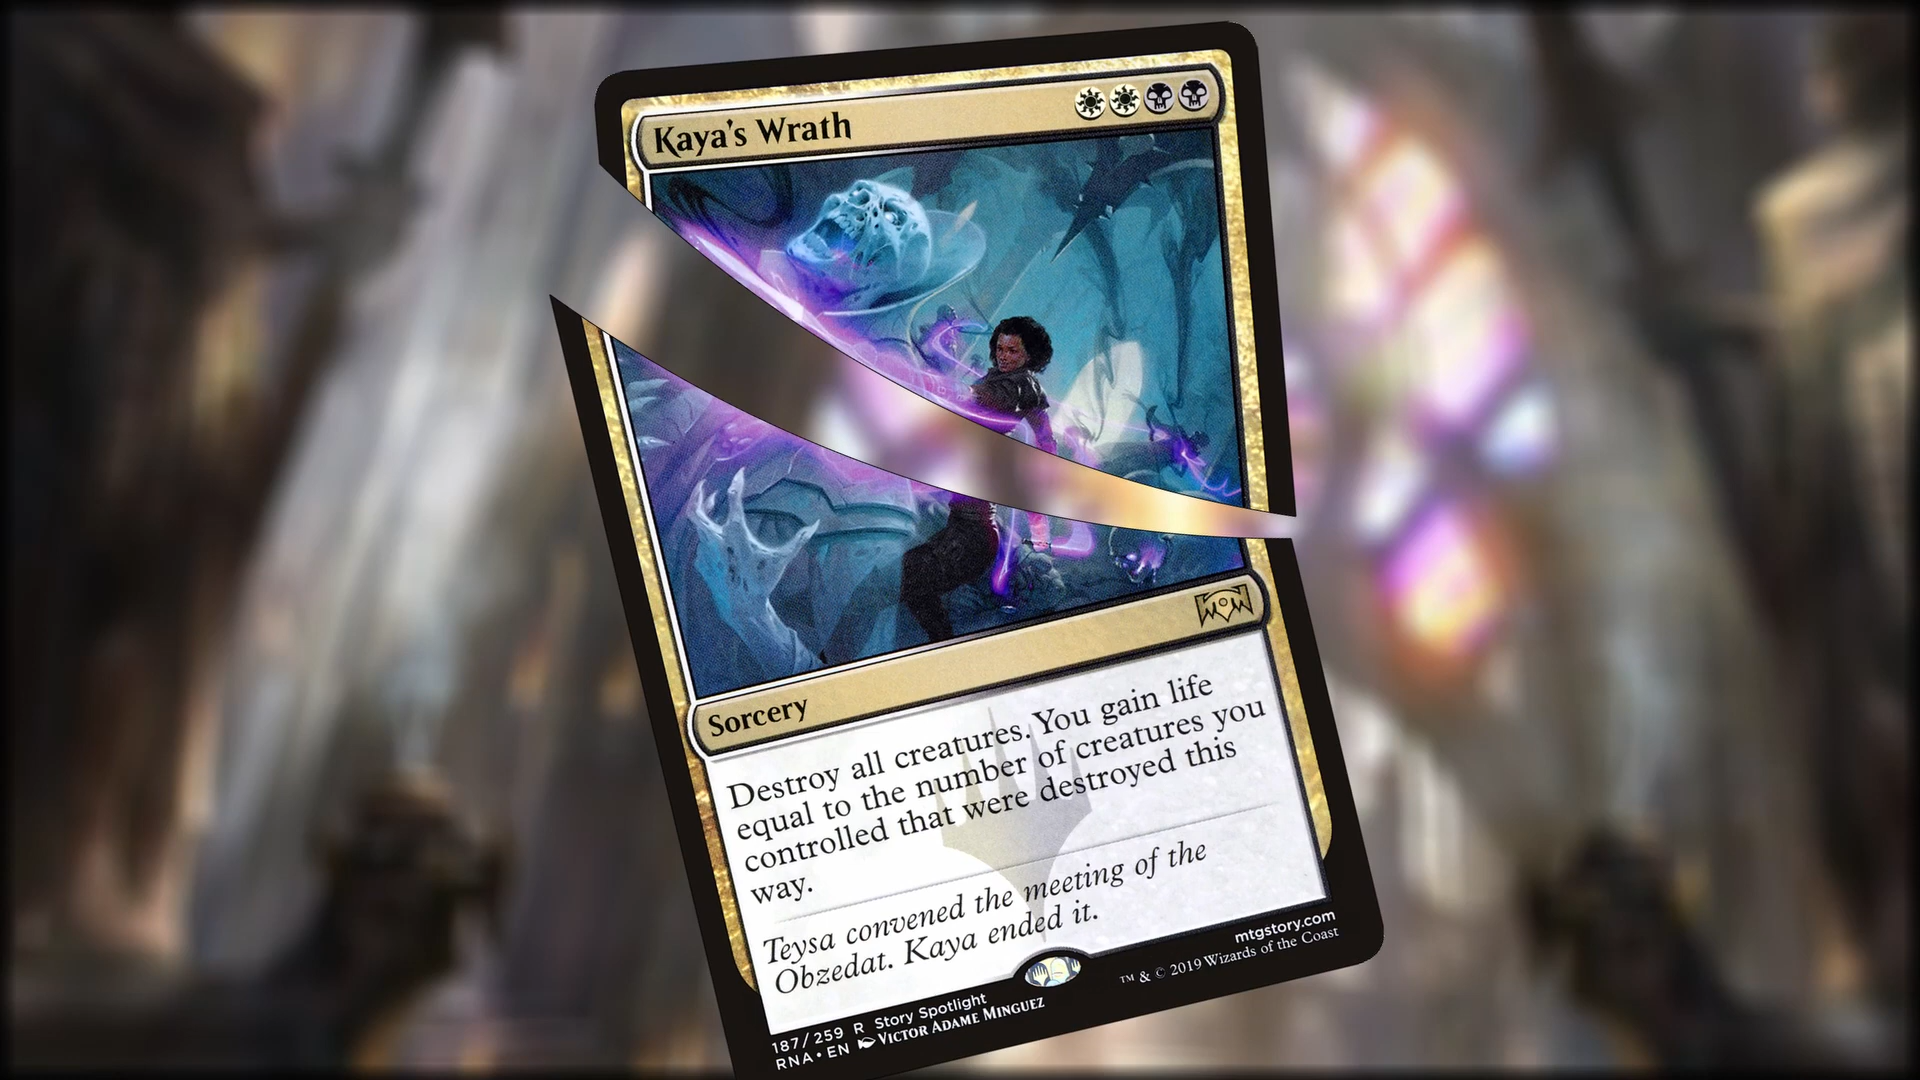 Kaya's Wrath
Sorcery
Destroy all creatures. You gain life
equal to the number of creatures you
controlled that were destroyed this
way.
Teysa convened the meeting of the
Obzedat. Kaya ended it.
mtgstory.com
187/259 R Story Spotlight
™ & © 2019 Wizards of the Coast
RNA • EN Victor Adame Minguez